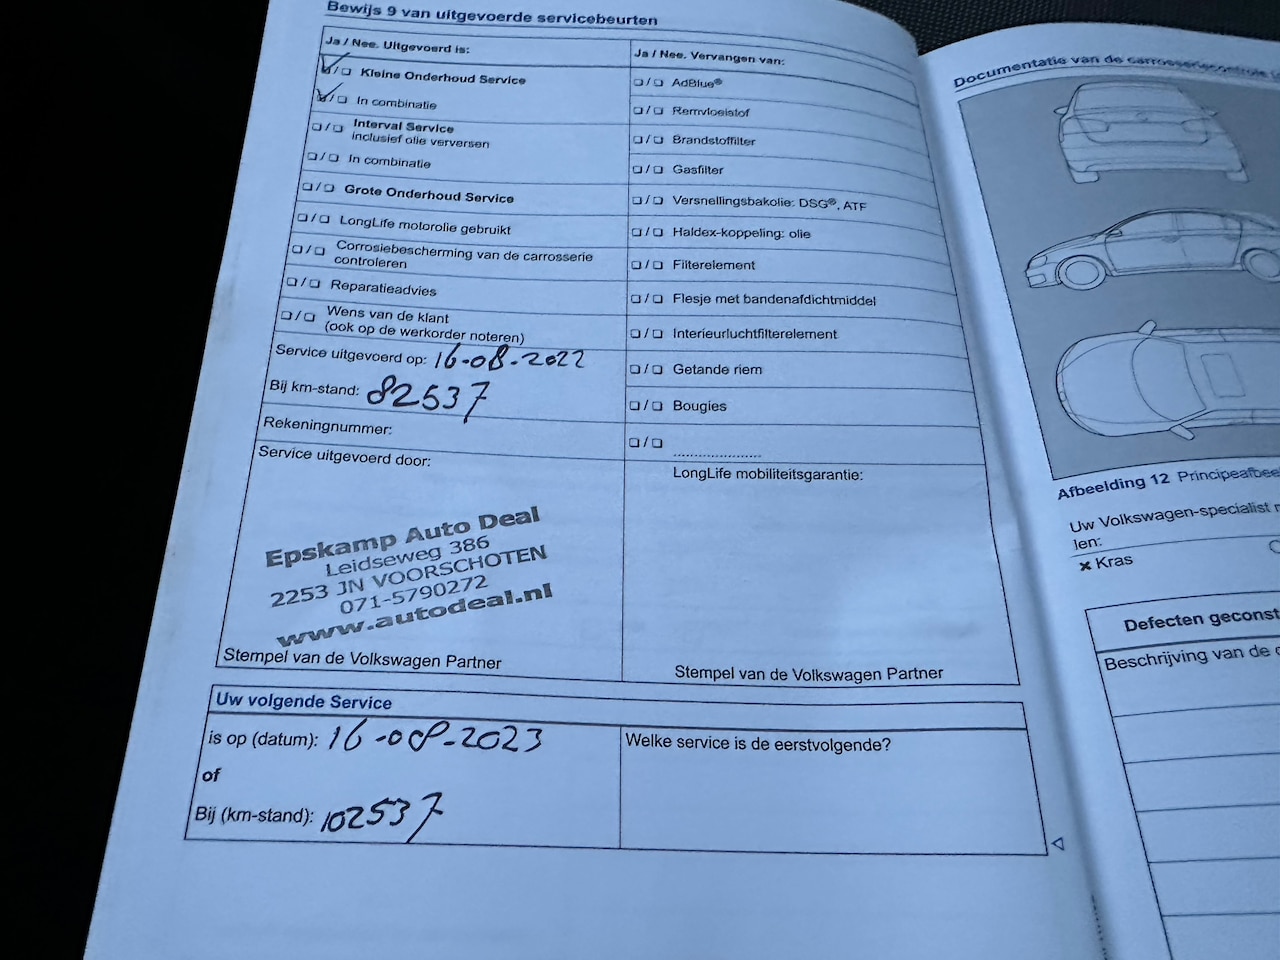 Bewijs 9 van uitgevoerde servicebeurten
Ja / Nee. Uitgevoerd is:
☑/❑ Kleine Onderhoud Service
☑/❑ In combinatie
❑/❑ Interval Service
inclusief olie verversen
❑/❑ In combinatie
❑/❑ Grote Onderhoud Service
❑/❑ LongLife motorolie gebruikt
❑/❑ Corrosiebescherming van de carrosserie
controleren
❑/❑ Reparatieadvies
❑/❑ Wens van de klant
(ook op de werkorder noteren)
Service uitgevoerd op: 16-08-2022
Bij km-stand: 82537
Rekeningnummer:
Service uitgevoerd door:
Epskamp Auto Deal
Leidseweg 386
2253 JN VOORSCHOTEN
071-5790272
www.autodeal.nl
Stempel van de Volkswagen Partner
Ja / Nee. Vervangen van:
❑/❑ AdBlue®
❑/❑ Remvloeistof
❑/❑ Brandstoffilter
❑/❑ Gasfilter
❑/❑ Versnellingsbakolie: DSG®, ATF
❑/❑ Haldex-koppeling: olie
❑/❑ Filterelement
❑/❑ Flesje met bandenafdichtmiddel
❑/❑ Interieurluchtfilterelement
❑/❑ Getande riem
❑/❑ Bougies
❑/❑ ......................
LongLife mobiliteitsgarantie:
Stempel van de Volkswagen Partner
Uw volgende Service
is op (datum): 16-08-2023
of
Bij (km-stand): 102537
Welke service is de eerstvolgende?
Documentatie van de carrosseriecontrole
Afbeelding 12 Principeafbee
Uw Volkswagen-specialist
len:
× Kras
Defecten geconst
Beschrijving van de